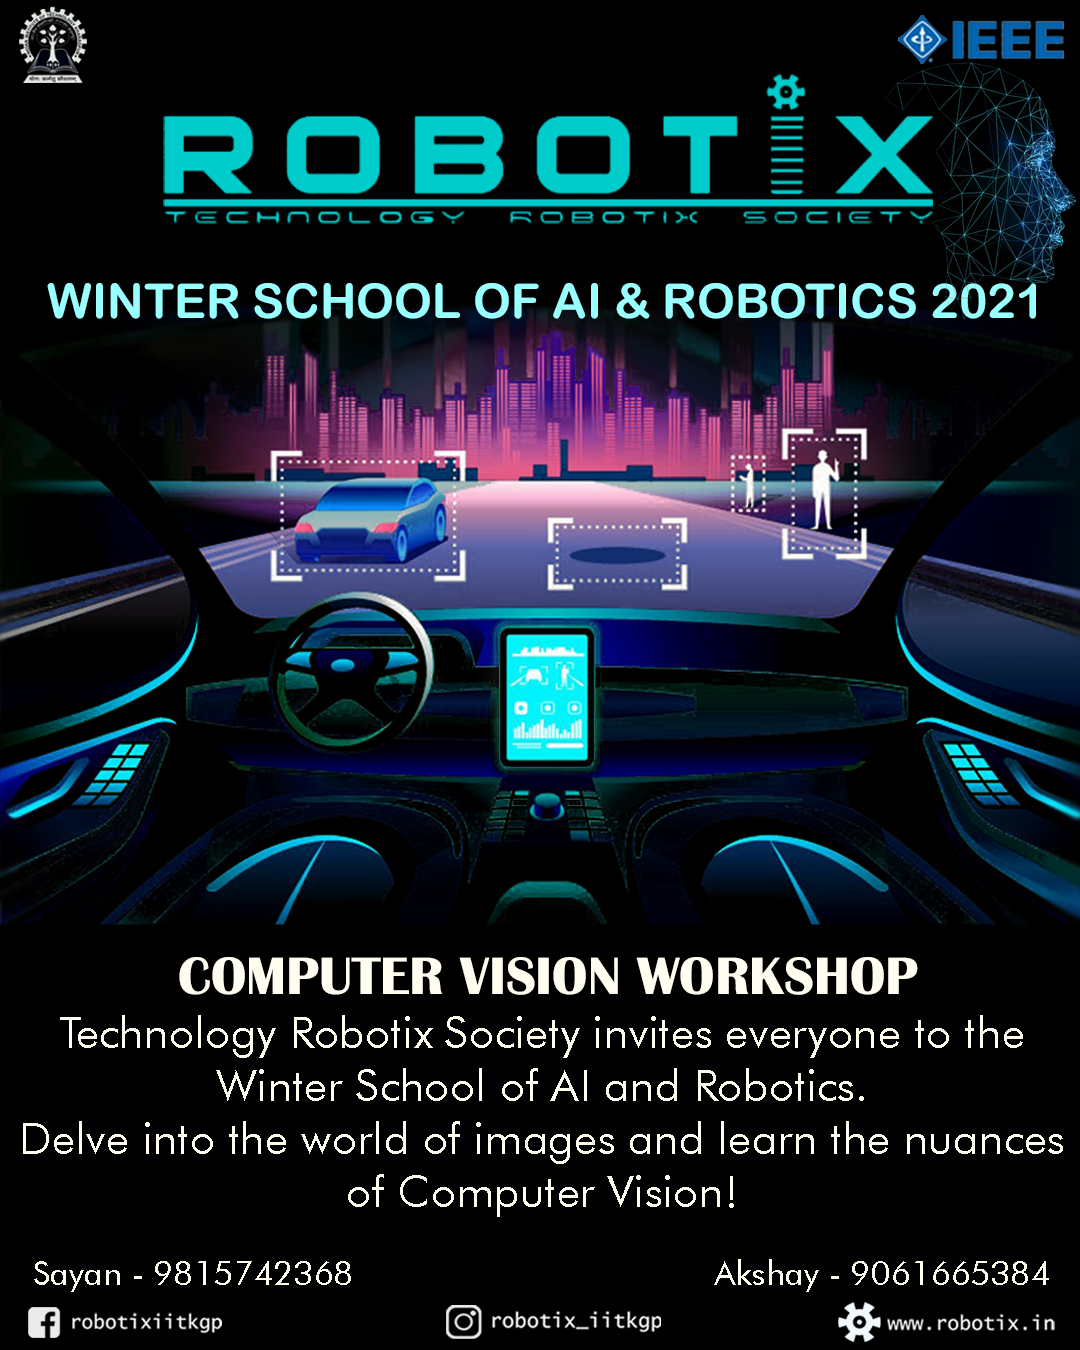 IEEE
ROBOTIX
TECHNOLOGY ROBOTIX SOCIETY
WINTER SCHOOL OF AI & ROBOTICS 2021
COMPUTER VISION WORKSHOP
Technology Robotix Society invites everyone to the
Winter School of AI and Robotics.
Delve into the world of images and learn the nuances
of Computer Vision!
Sayan - 9815742368
Akshay - 9061665384
robotixiitkgp
robotix_iitkgp
www.robotix.in